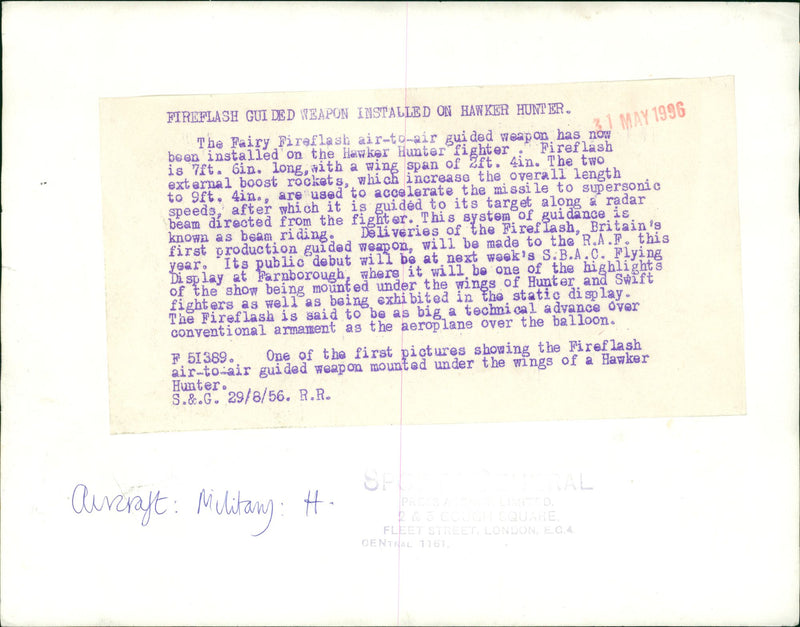 FIREFLASH GUIDED WEAPON INSTALLED ON HAWKER HUNTER.
31 MAY 1996
The Fairy Fireflash air-to-air guided weapon has now
been installed on the Hawker Hunter fighter . Fireflash
is 7ft. 6in. long,with a wing span of 2ft. 4in. The two
external boost rockets, which increase the overall length
to 9ft. 4in., are used to accelerate the missile to supersonic
speeds, after which it is guided to its target along a radar
beam directed from the fighter. This system of guidance is
known as beam riding. Deliveries of the Fireflash, Britain's
first production guided weapon, will be made to the R.A.F. this
year. Its public debut will be at next week's S.B.A.C. Flying
Display at Farnborough, where it will be one of the highlights
of the show being mounted under the wings of Hunter and Swift
fighters as well as being exhibited in the static display.
The Fireflash is said to be as big a technical advance over
conventional armament as the aeroplane over the balloon.
F 51389. One of the first pictures showing the Fireflash
air-to-air guided weapon mounted under the wings of a Hawker
Hunter.
S.&.G. 29/8/56. R.R.
Aircraft: Military: H.
SPORT & GENERAL
PRESS AGENCY, LIMITED.
2 & 3 GOUGH SQUARE,
FLEET STREET, LONDON, E.C.4.
CENTRAL 1161.